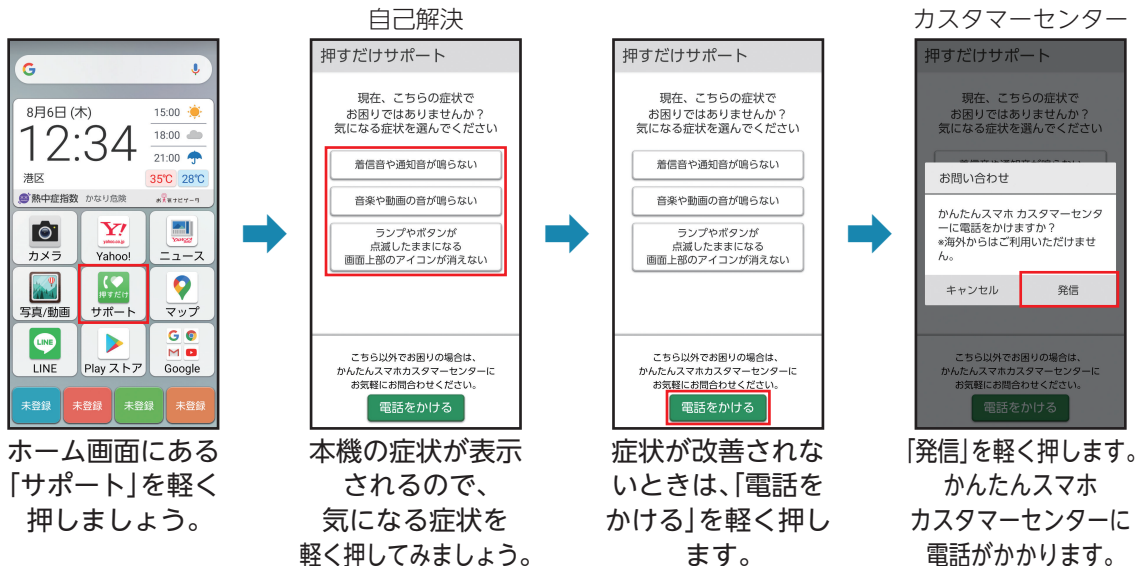 自己解決
カスタマーセンター
G
8月6日(木)
12:34
港区
15:00
18:00
21:00
35℃ 28℃
熱中症指数 かなり危険
カメラ
Y!
yahoo.co.jp
Yahoo!
ニュース
写真/動画
押すだけ
サポート
マップ
LINE
LINE
Play ストア
Google
未登録
未登録
未登録
未登録
ホーム画面にある
「サポート」を軽く
押しましょう。
押すだけサポート
現在、こちらの症状で
お困りではありませんか？
気になる症状を選んでください
着信音や通知音が鳴らない
音楽や動画の音が鳴らない
ランプやボタンが
点滅したままになる
画面上部のアイコンが消えない
こちら以外でお困りの場合は、
かんたんスマホカスタマーセンターに
お気軽にお問合わせください。
電話をかける
本機の症状が表示
されるので、
気になる症状を
軽く押してみましょう。
押すだけサポート
現在、こちらの症状で
お困りではありませんか？
気になる症状を選んでください
着信音や通知音が鳴らない
音楽や動画の音が鳴らない
ランプやボタンが
点滅したままになる
画面上部のアイコンが消えない
こちら以外でお困りの場合は、
かんたんスマホカスタマーセンターに
お気軽にお問合わせください。
電話をかける
症状が改善されな
いときは、「電話を
かける」を軽く押し
ます。
押すだけサポート
現在、こちらの症状で
お困りではありませんか？
気になる症状を選んでください
お問い合わせ
かんたんスマホ カスタマーセンタ
ーに電話をかけますか？
*海外からはご利用いただけませ
ん。
キャンセル
発信
こちら以外でお困りの場合は、
かんたんスマホカスタマーセンターに
お気軽にお問合わせください。
電話をかける
「発信」を軽く押します。
かんたんスマホ
カスタマーセンターに
電話がかかります。